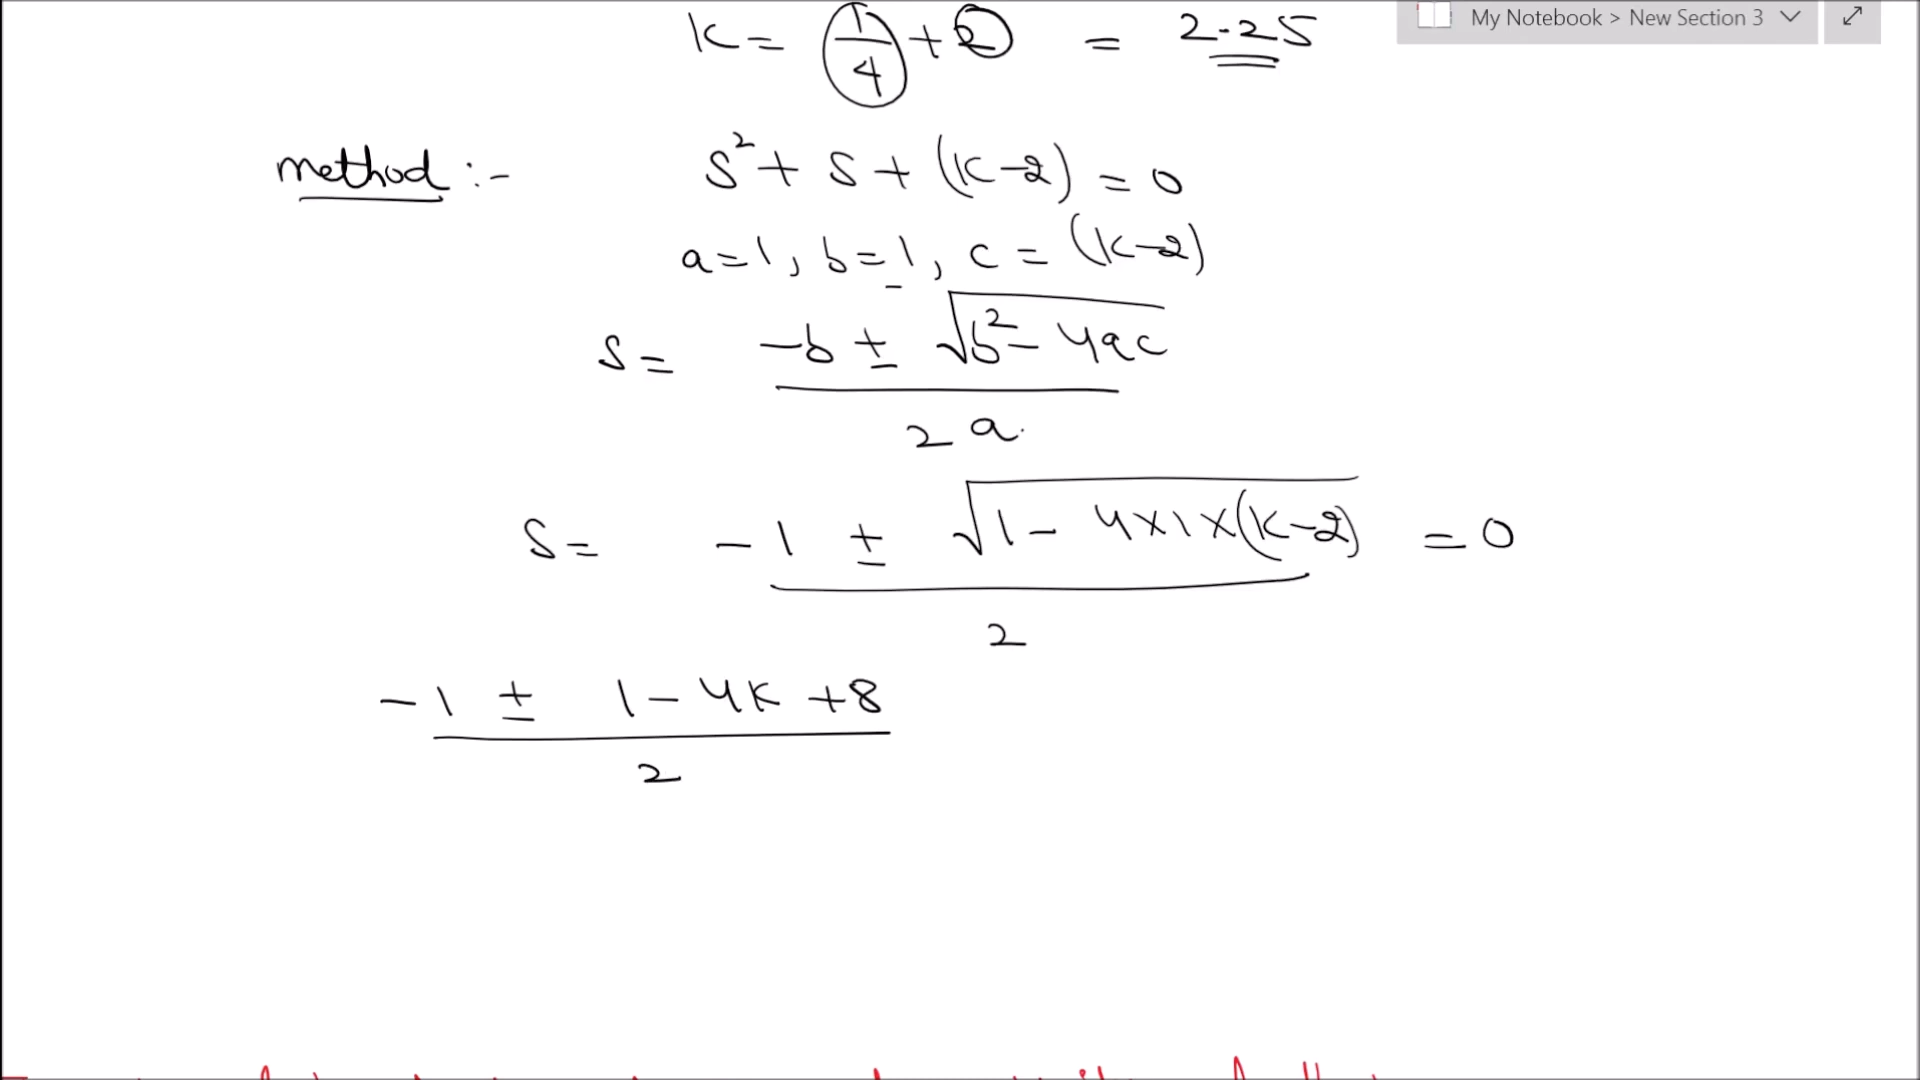 My Notebook > New Section 3
K = 1/4 + 2 = 2.25
method :- S² + S + (K-2) = 0
a=1, b=1, c = (K-2)
S = -b ± √b² - 4ac / 2a.
S = -1 ± √1 - 4×1×(K-2) / 2 = 0
-1 ± 1 - 4K + 8 / 2